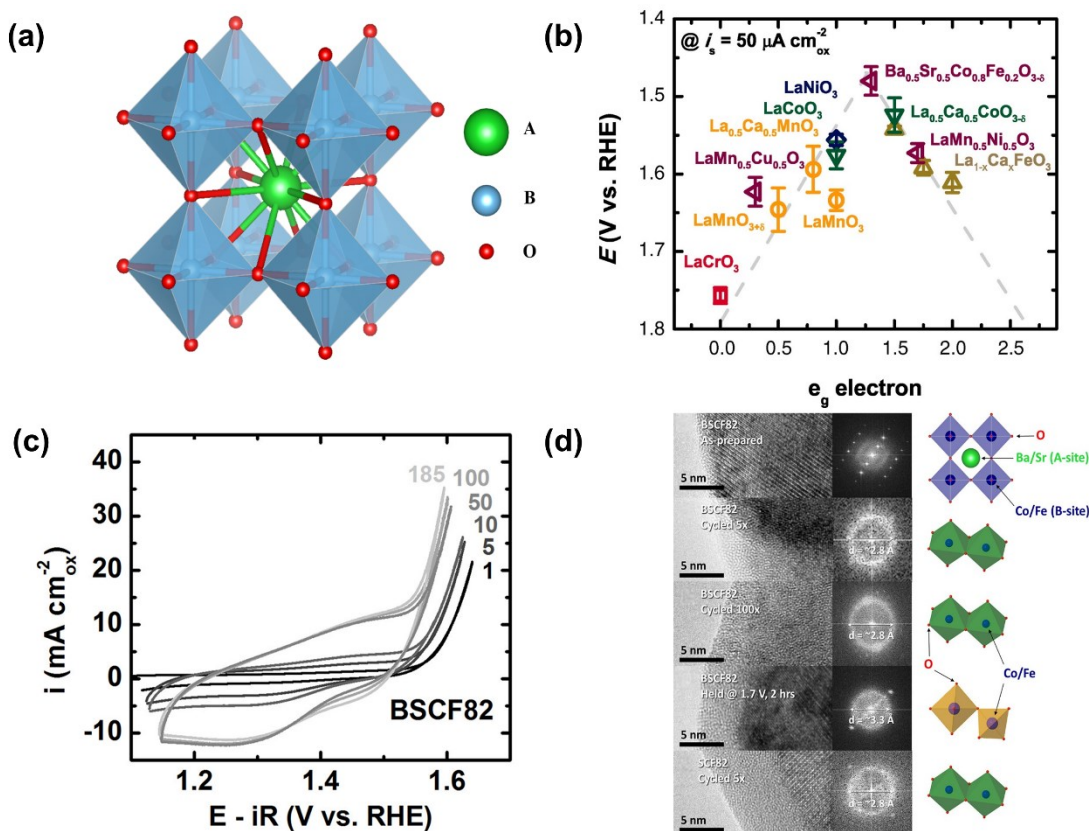 (a)
A
B
O
(b)
@ iₛ = 50 μA cm⁻²ₒₓ
E (V vs. RHE)
1.4
1.5
1.6
1.7
1.8
Ba₀.₅Sr₀.₅Co₀.₈Fe₀.₂O₃₋δ
LaNiO₃
LaCoO₃
La₀.₅Ca₀.₅CoO₃₋δ
La₀.₅Ca₀.₅MnO₃
LaMn₀.₅Ni₀.₅O₃
LaMn₀.₅Cu₀.₅O₃
La₁₋ₓCaₓFeO₃
LaMnO₃₊δ
LaMnO₃
LaCrO₃
0.0 0.5 1.0 1.5 2.0 2.5
e_g electron
(c)
i (mA cm⁻²ₒₓ)
40
30
20
10
0
-10
185
100
50
10
5
1
BSCF82
1.2 1.4 1.6
E - iR (V vs. RHE)
(d)
BSCF82
As-prepared
5 nm
O
Ba/Sr (A-site)
Co/Fe (B-site)
BSCF82
Cycled 5x
5 nm
d = ~2.8 Å
BSCF82
Cycled 100x
5 nm
d = ~2.8 Å
O
Co/Fe
BSCF82
Held @ 1.7 V, 2 hrs
5 nm
d = ~3.3 Å
SCF82
Cycled 5x
5 nm
d = ~2.8 Å